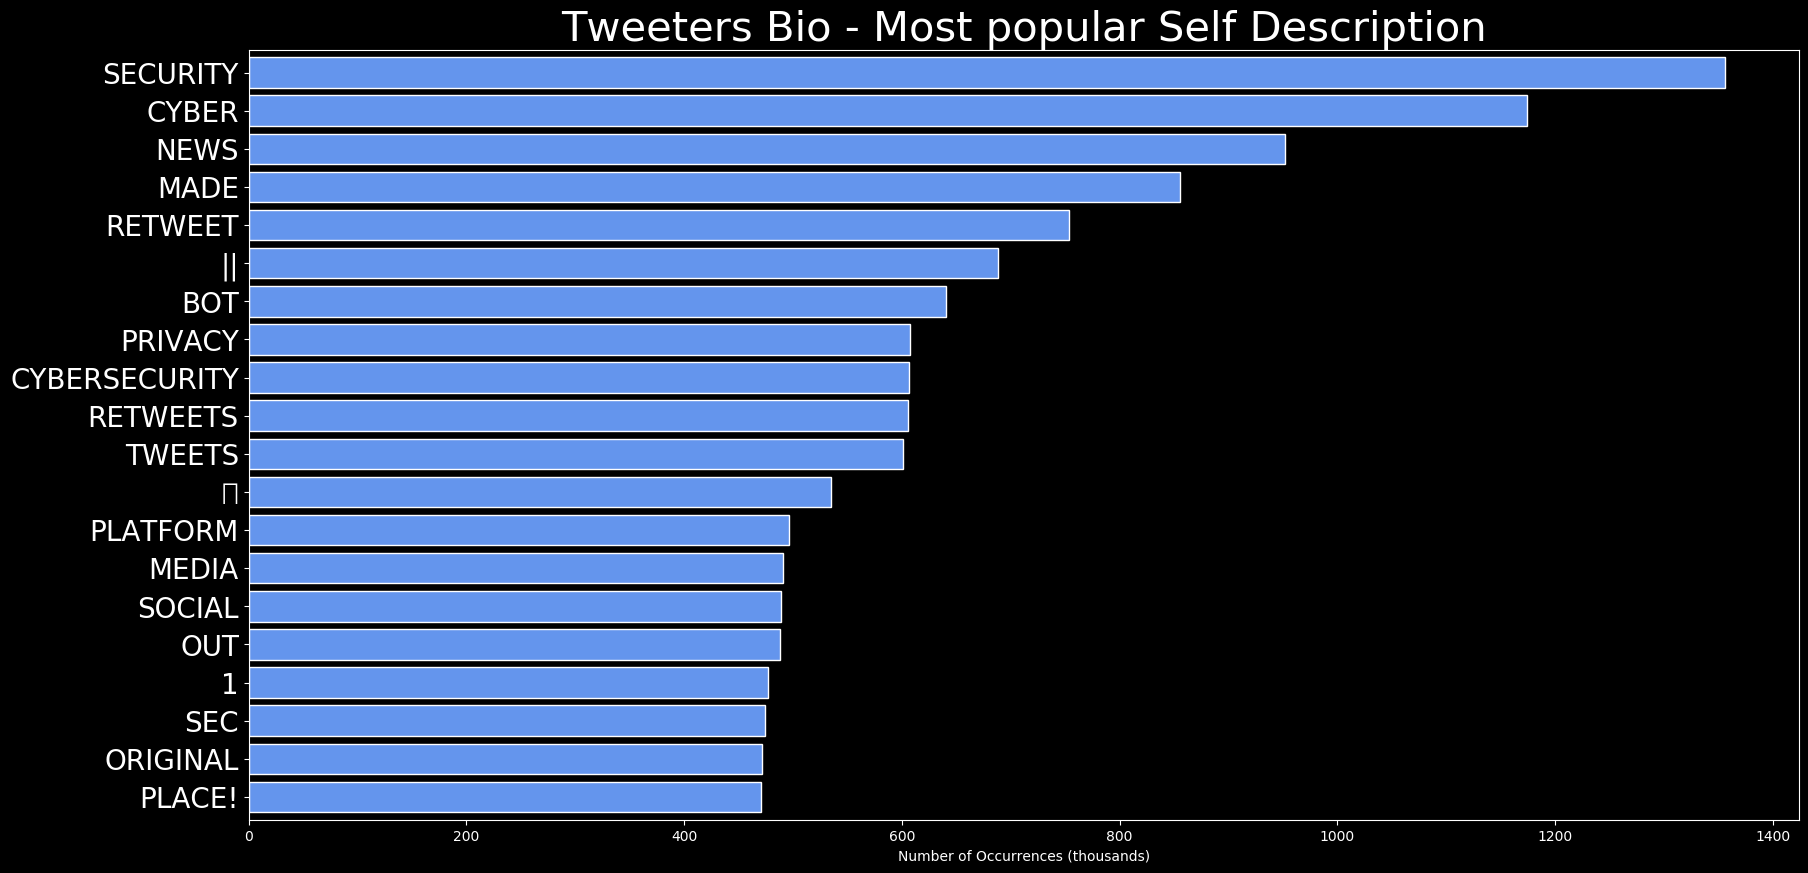 Tweeters Bio - Most popular Self Description
SECURITY
CYBER
NEWS
MADE
RETWEET
||
BOT
PRIVACY
CYBERSECURITY
RETWEETS
TWEETS
▯
PLATFORM
MEDIA
SOCIAL
OUT
1
SEC
ORIGINAL
PLACE!
0 200 400 600 800 1000 1200 1400
Number of Occurrences (thousands)